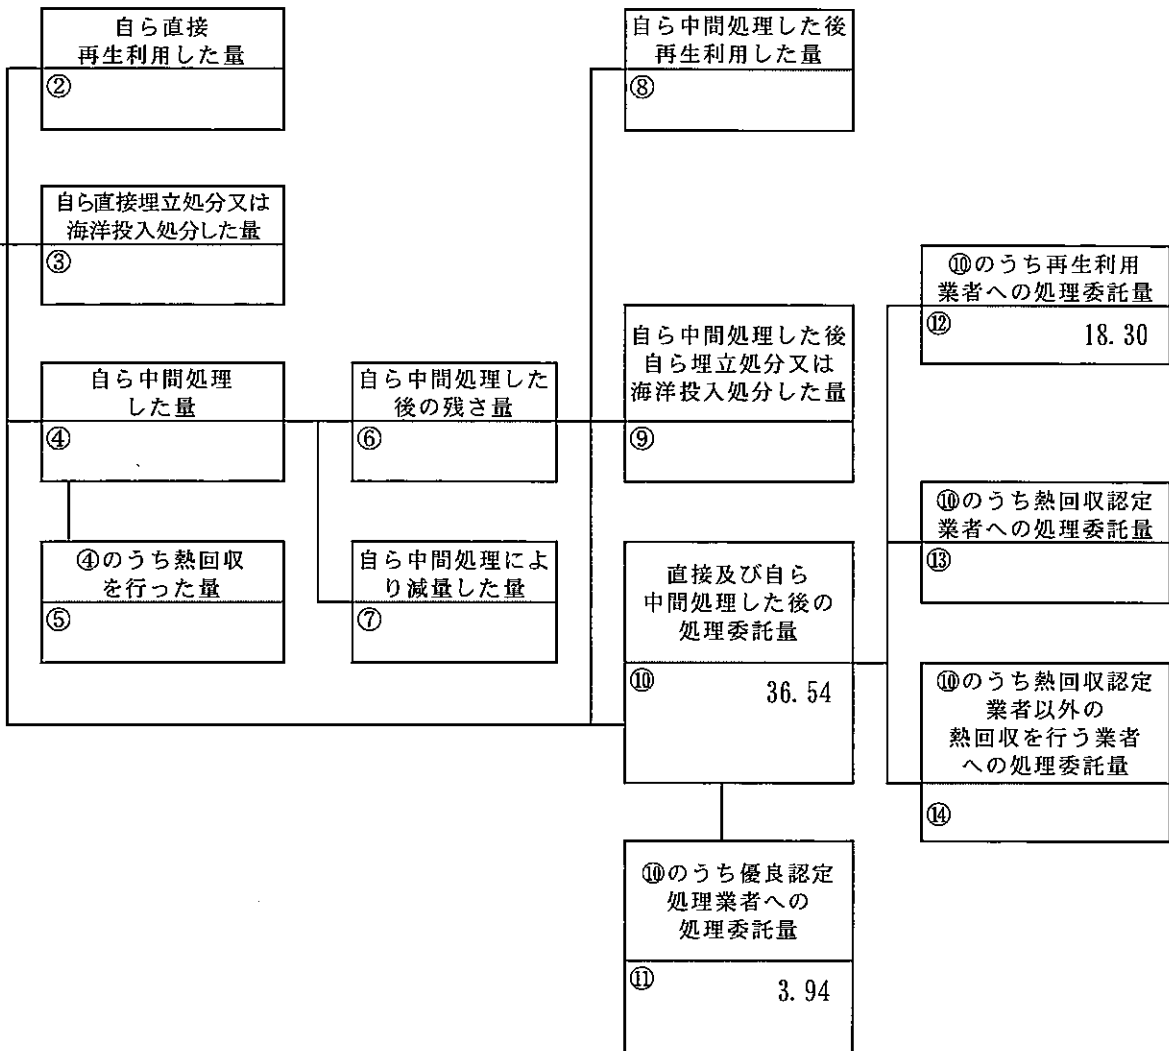 自ら直接
再生利用した量
②
自ら中間処理した後
再生利用した量
⑧
自ら直接埋立処分又は
海洋投入処分した量
③
⑩のうち再生利用
業者への処理委託量
⑫ 18.30
自ら中間処理
した量
④
自ら中間処理した
後の残さ量
⑥
自ら中間処理した後
自ら埋立処分又は
海洋投入処分した量
⑨
⑩のうち熱回収認定
業者への処理委託量
⑬
④のうち熱回収
を行った量
⑤
自ら中間処理によ
り減量した量
⑦
直接及び自ら
中間処理した後の
処理委託量
⑩ 36.54
⑩のうち熱回収認定
業者以外の
熱回収を行う業者
への処理委託量
⑭
⑩のうち優良認定
処理業者への
処理委託量
⑪ 3.94